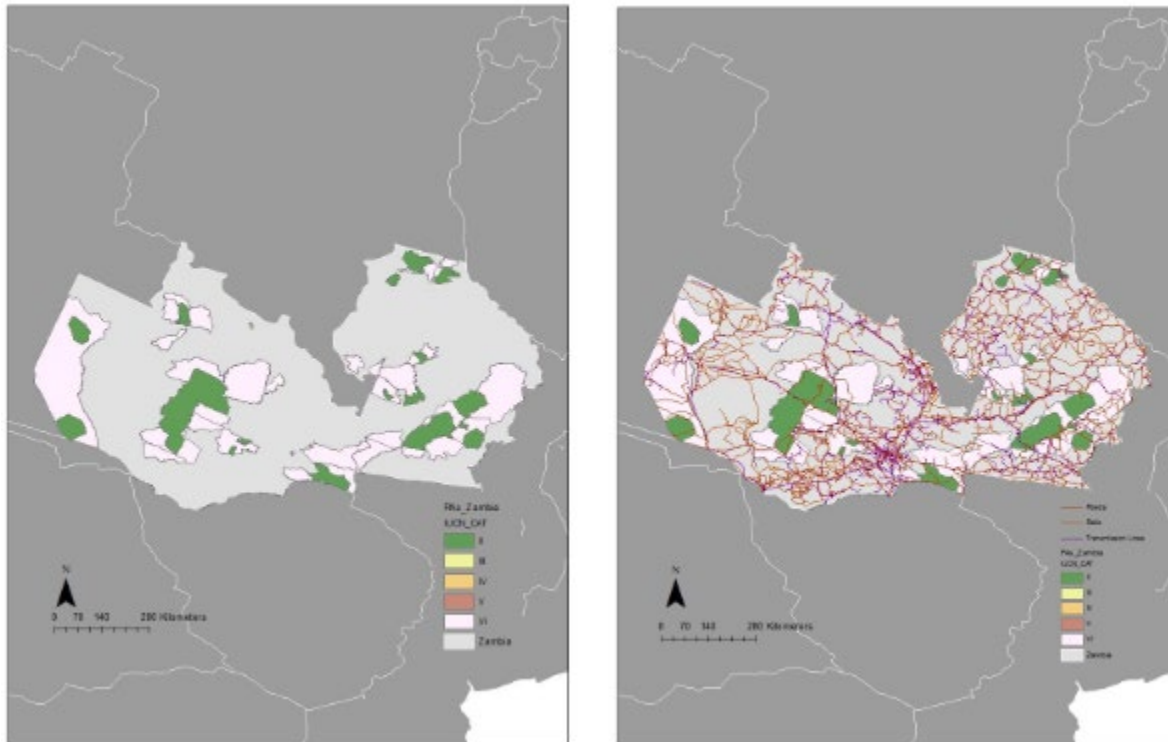 PAs_Zambia
IUCN_CAT
II
III
IV
V
VI
Zambia
N
0 70 140 280 Kilometers
Roads
Rails
Transmission Lines
PAs_Zambia
IUCN_CAT
II
III
IV
V
VI
Zambia
N
0 70 140 280 Kilometers